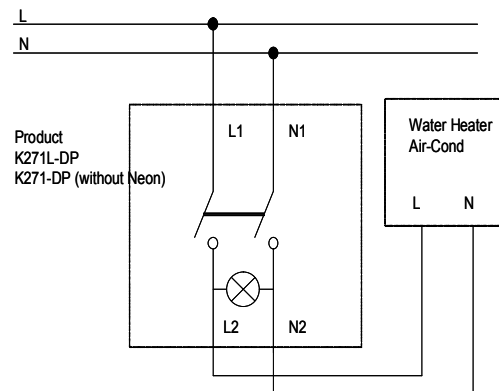 L
N
L1 N1
Product
K271L-DP
K271-DP (without Neon)
Water Heater
Air-Cond
L N
L2 N2